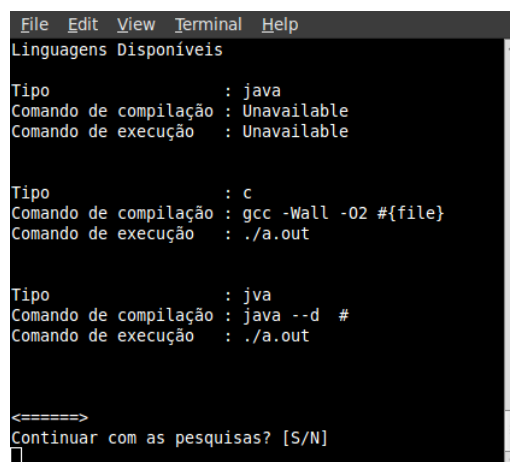 File Edit View Terminal Help
Linguagens Disponíveis
Tipo : java
Comando de compilação : Unavailable
Comando de execução : Unavailable
Tipo : c
Comando de compilação : gcc -Wall -O2 #{file}
Comando de execução : ./a.out
Tipo : jva
Comando de compilação : java --d #
Comando de execução : ./a.out
<======>
Continuar com as pesquisas? [S/N]